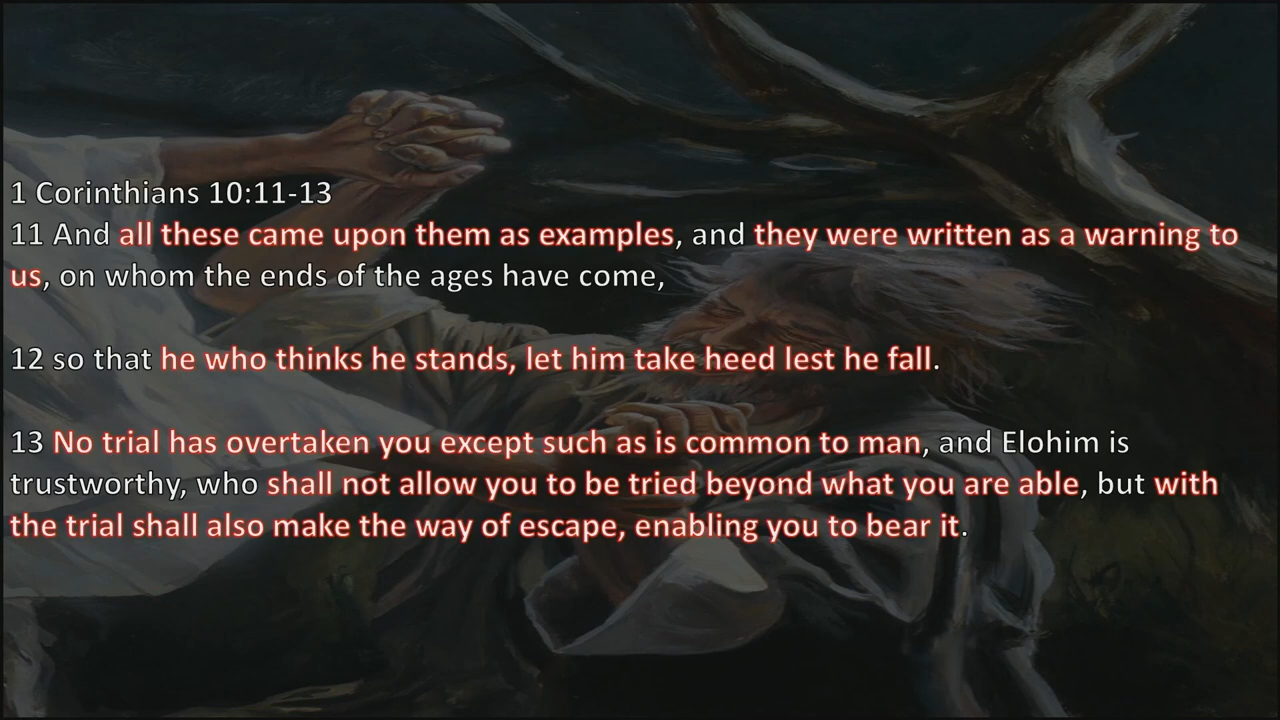 1 Corinthians 10:11-13
11 And all these came upon them as examples, and they were written as a warning to
us, on whom the ends of the ages have come,
12 so that he who thinks he stands, let him take heed lest he fall.
13 No trial has overtaken you except such as is common to man, and Elohim is
trustworthy, who shall not allow you to be tried beyond what you are able, but with
the trial shall also make the way of escape, enabling you to bear it.